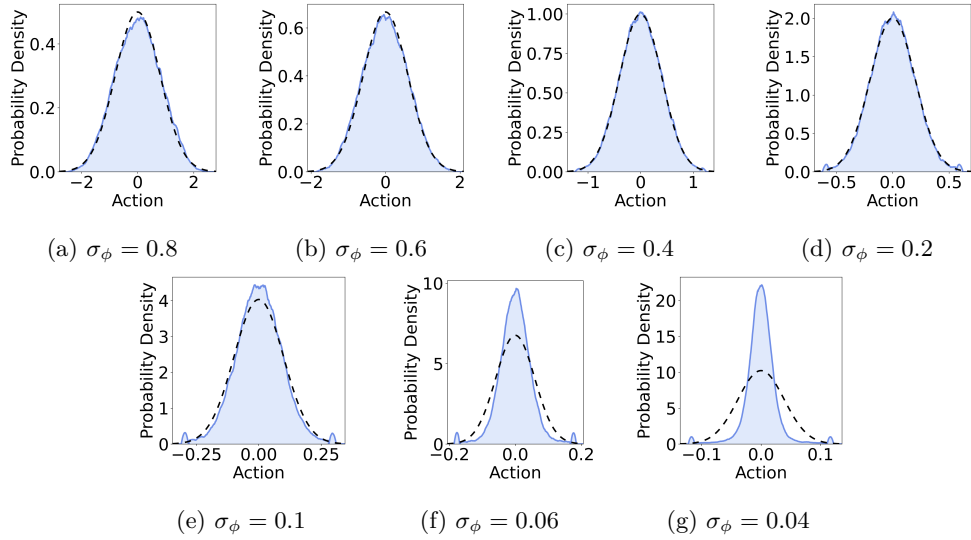 Probability Density
0.4
0.2
0.0
−2 0 2
Action
(a) σ_ϕ = 0.8
Probability Density
0.6
0.4
0.2
0.0
−2 0 2
Action
(b) σ_ϕ = 0.6
Probability Density
1.00
0.75
0.50
0.25
0.00
−1 0 1
Action
(c) σ_ϕ = 0.4
Probability Density
2.0
1.5
1.0
0.5
0.0
−0.5 0.0 0.5
Action
(d) σ_ϕ = 0.2
Probability Density
4
3
2
1
0
−0.25 0.00 0.25
Action
(e) σ_ϕ = 0.1
Probability Density
10
5
0
−0.2 0.0 0.2
Action
(f) σ_ϕ = 0.06
Probability Density
20
15
10
5
0
−0.1 0.0 0.1
Action
(g) σ_ϕ = 0.04